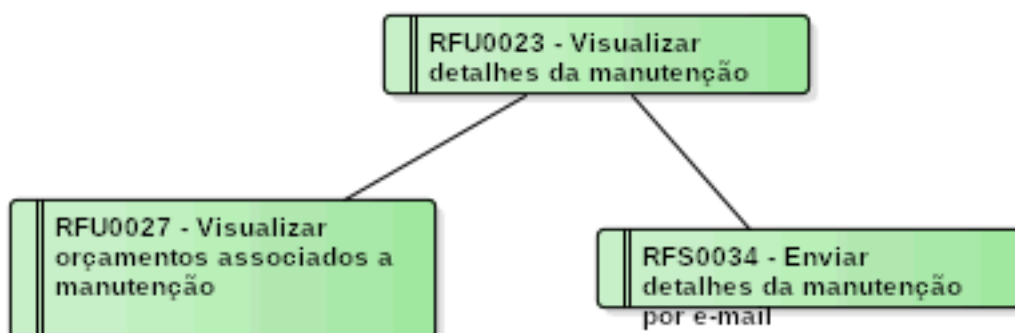 RFU0023 - Visualizar
detalhes da manutenção
RFU0027 - Visualizar
orçamentos associados a
manutenção
RFS0034 - Enviar
detalhes da manutenção
por e-mail